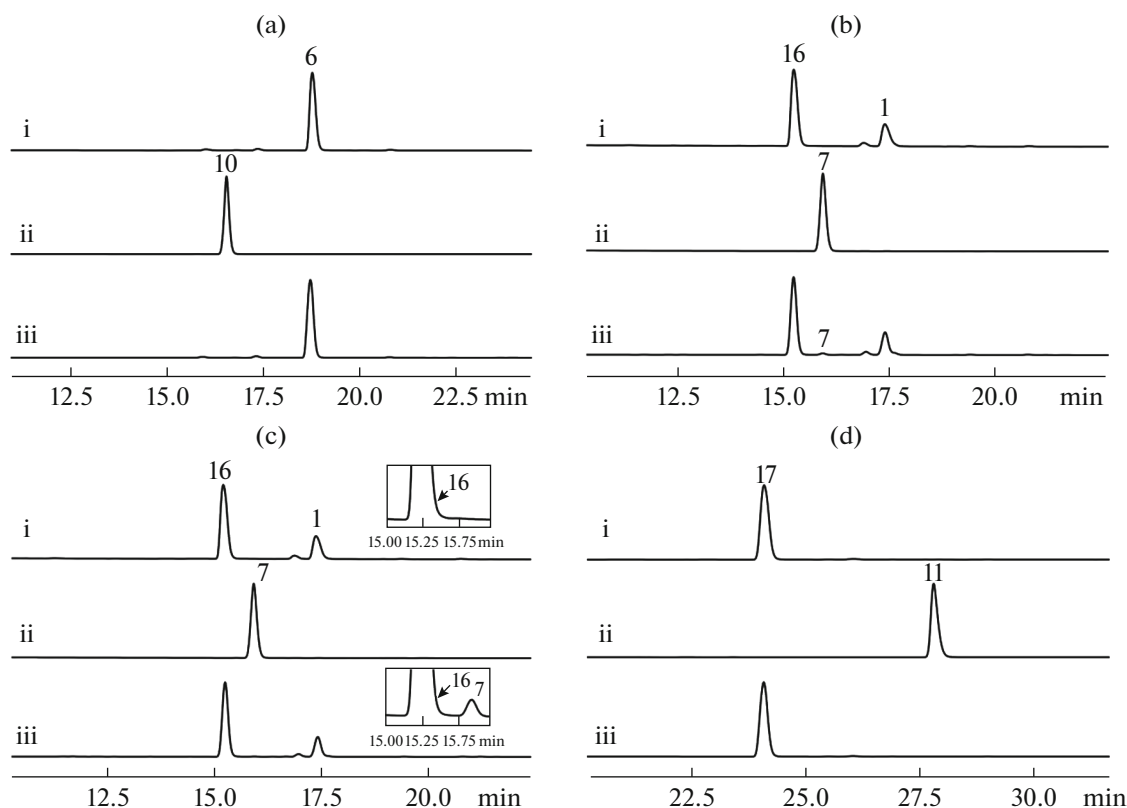 (a)
6
i
10
ii
iii
12.5 15.0 17.5 20.0 22.5 min
(b)
16
1
i
7
ii
7
iii
12.5 15.0 17.5 20.0 min
(c)
16
1
i
16
15.00 15.25 15.75 min
7
ii
16 7
15.00 15.25 15.75 min
iii
12.5 15.0 17.5 20.0 min
(d)
17
i
11
ii
iii
22.5 25.0 27.5 30.0 min